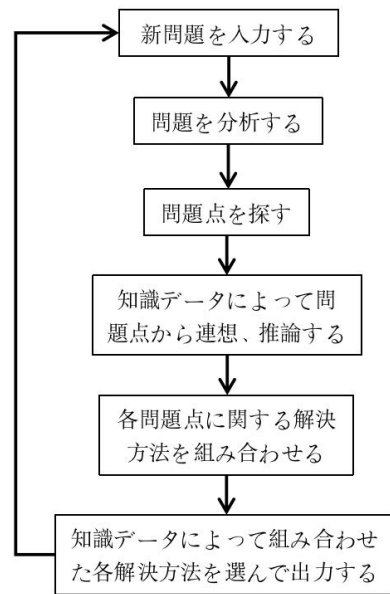 新問題を入力する
問題を分析する
問題点を探す
知識データによって問
題点から連想、推論する
各問題点に関する解決
方法を組み合わせる
知識データによって組み合わせ
た各解決方法を選んで出力する